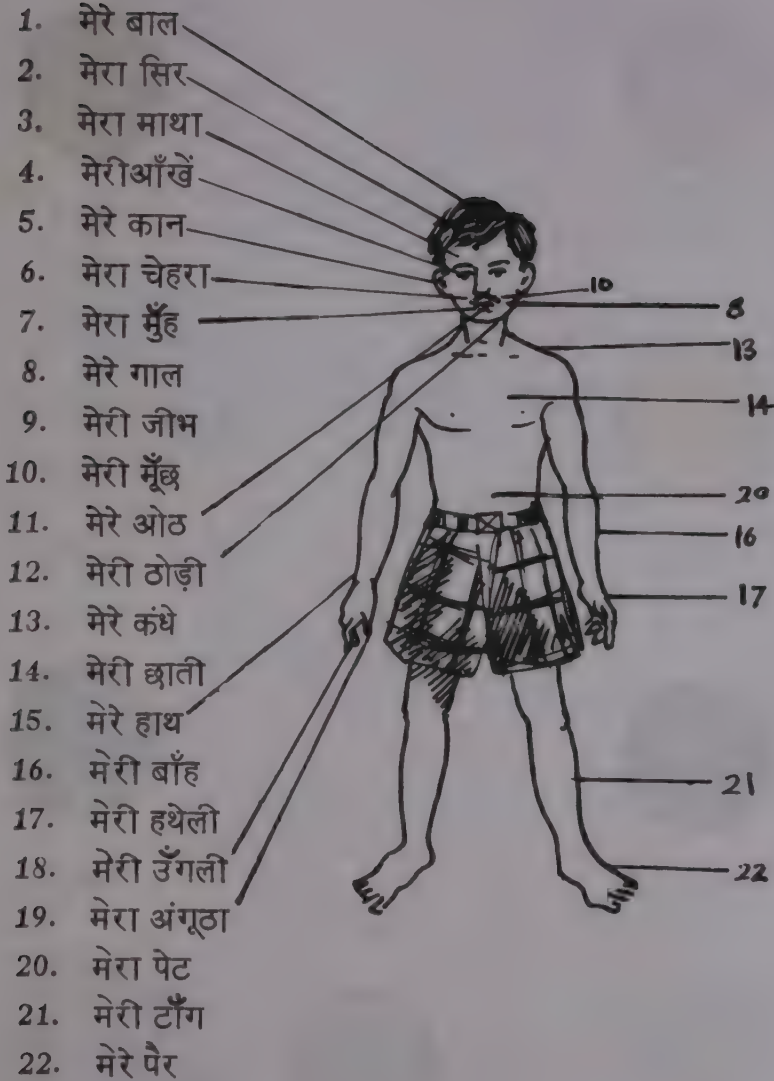 1. मेरे बाल
2. मेरा सिर
3. मेरा माथा
4. मेरीआँखें
5. मेरे कान
6. मेरा चेहरा
10
7. मेरा मुँह
8
8. मेरे गाल
13
9. मेरी जीभ
14
10. मेरी मूँछ
20
11. मेरे ओठ
16
12. मेरी ठोड़ी
17
13. मेरे कंधे
14. मेरी छाती
15. मेरे हाथ
16. मेरी बाँह
21
17. मेरी हथेली
18. मेरी उँगली
22
19. मेरा अंगूठा
20. मेरा पेट
21. मेरी टाँग
22. मेरे पैर